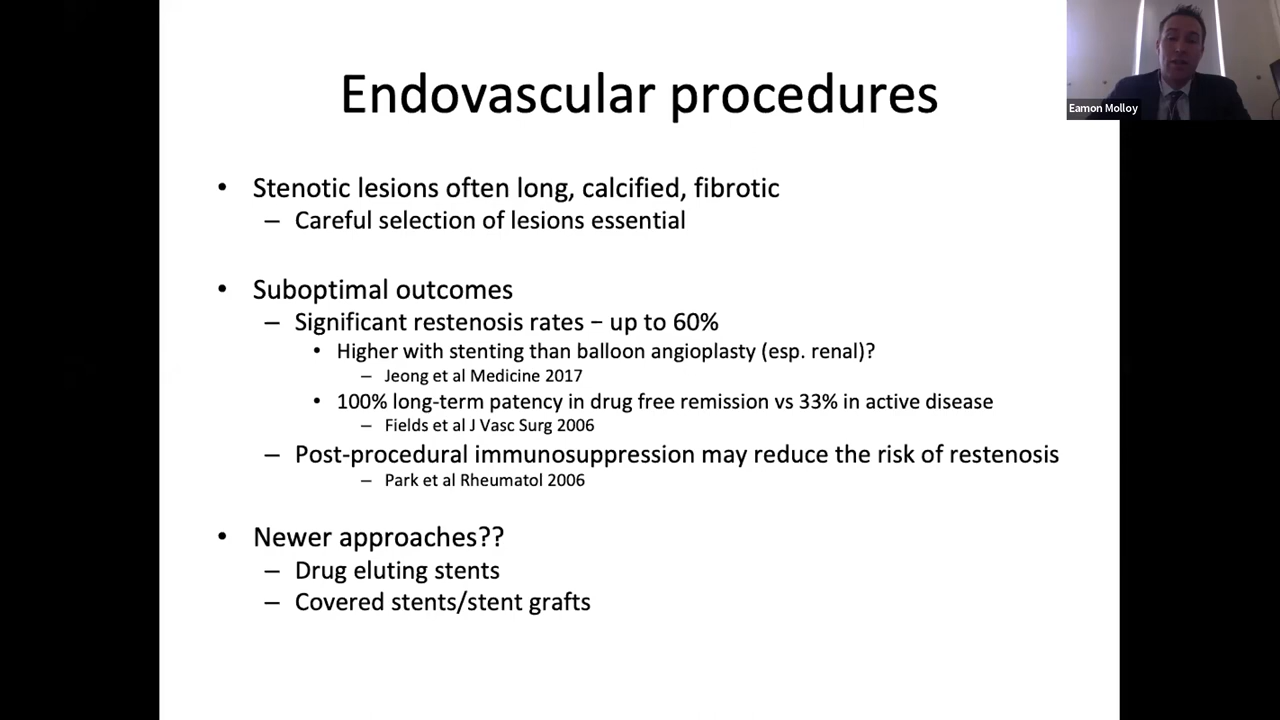 Endovascular procedures
Eamon Molloy
• Stenotic lesions often long, calcified, fibrotic
– Careful selection of lesions essential
• Suboptimal outcomes
– Significant restenosis rates – up to 60%
• Higher with stenting than balloon angioplasty (esp. renal)?
– Jeong et al Medicine 2017
• 100% long-term patency in drug free remission vs 33% in active disease
– Fields et al J Vasc Surg 2006
– Post-procedural immunosuppression may reduce the risk of restenosis
– Park et al Rheumatol 2006
• Newer approaches??
– Drug eluting stents
– Covered stents/stent grafts